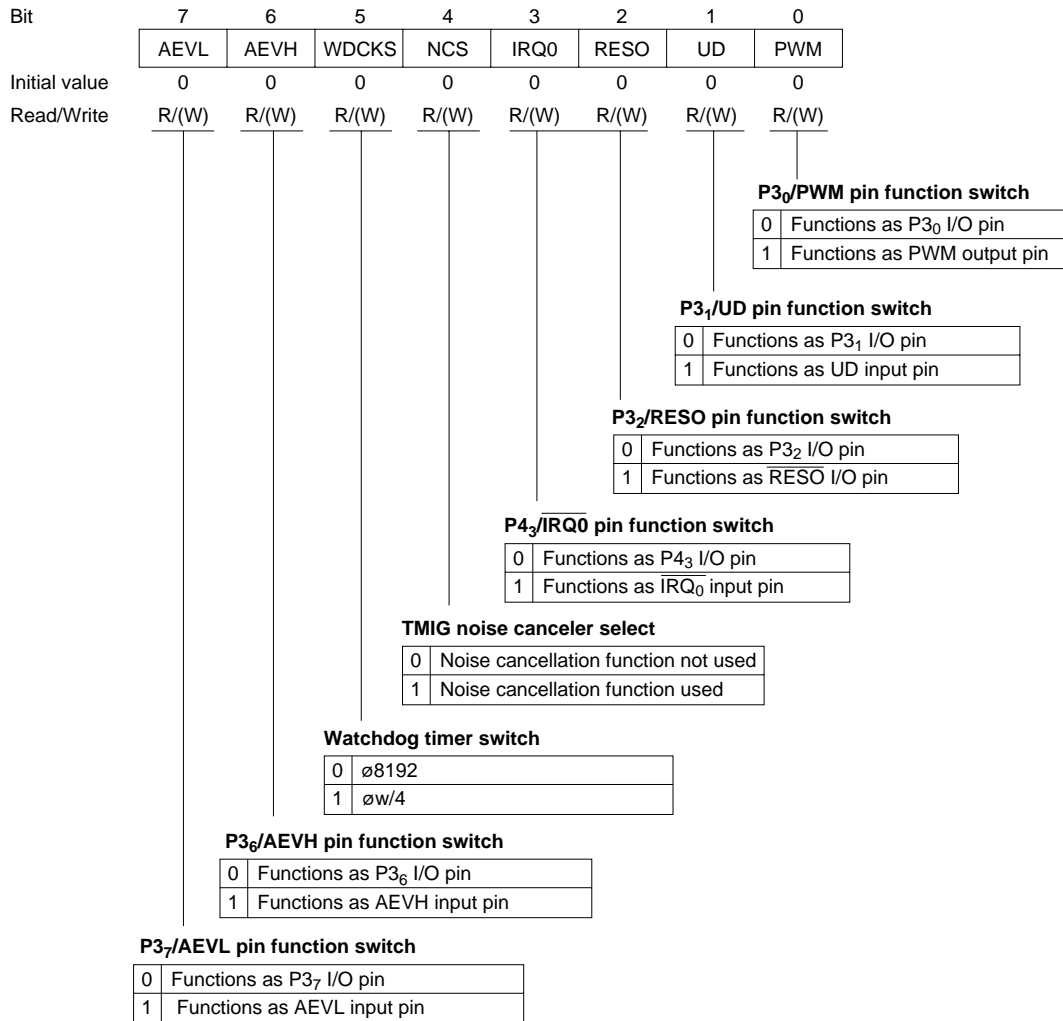 Bit 7 6 5 4 3 2 1 0
AEVL AEVH WDCKS NCS IRQ0 RESO UD PWM
Initial value 0 0 0 0 0 0 0 0
Read/Write R/(W) R/(W) R/(W) R/(W) R/(W) R/(W) R/(W) R/(W)
P3₀/PWM pin function switch
0 Functions as P3₀ I/O pin
1 Functions as PWM output pin
P3₁/UD pin function switch
0 Functions as P3₁ I/O pin
1 Functions as UD input pin
P3₂/RESO pin function switch
0 Functions as P3₂ I/O pin
1 Functions as R̅E̅S̅O̅ I/O pin
P4₃/I̅R̅Q̅0̅ pin function switch
0 Functions as P4₃ I/O pin
1 Functions as I̅R̅Q̅₀̅ input pin
TMIG noise canceler select
0 Noise cancellation function not used
1 Noise cancellation function used
Watchdog timer switch
0 ø8192
1 øw/4
P3₆/AEVH pin function switch
0 Functions as P3₆ I/O pin
1 Functions as AEVH input pin
P3₇/AEVL pin function switch
0 Functions as P3₇ I/O pin
1 Functions as AEVL input pin